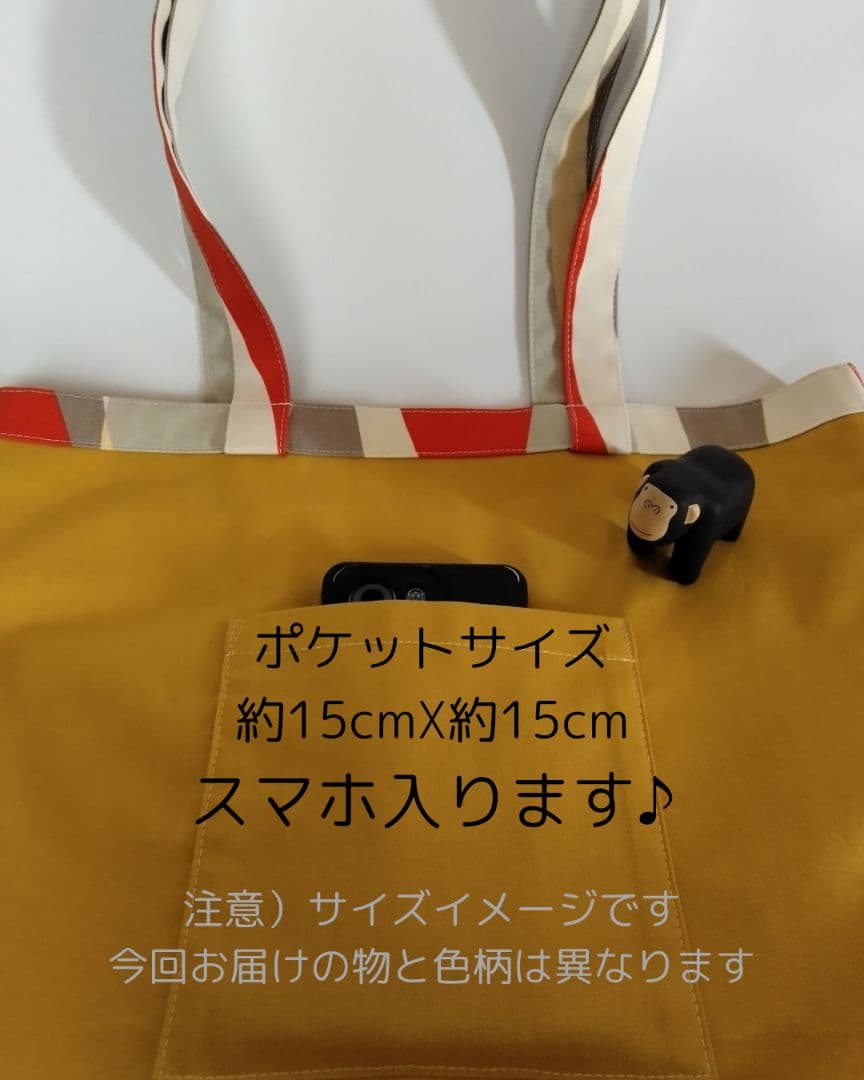 ポケットサイズ
約15cmX約15cm
スマホ入ります♪
注意）サイズイメージです
今回お届けの物と色柄は異なります